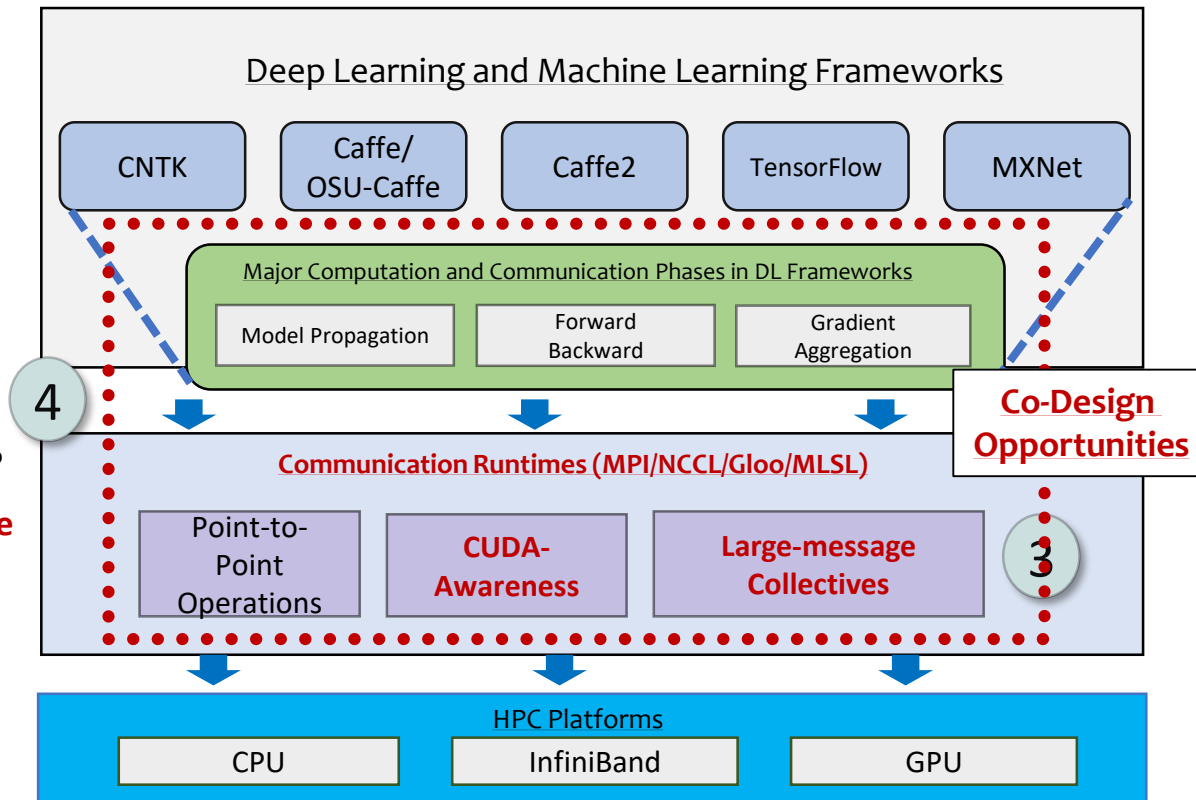 Deep Learning and Machine Learning Frameworks
CNTK
Caffe/
OSU-Caffe
Caffe2
TensorFlow
MXNet
Major Computation and Communication Phases in DL Frameworks
Model Propagation
Forward
Backward
Gradient
Aggregation
4
Co-Design
Opportunities
Communication Runtimes (MPI/NCCL/Gloo/MLSL)
e
Point-to-
Point
Operations
CUDA-
Awareness
Large-message
Collectives
3
HPC Platforms
CPU
InfiniBand
GPU